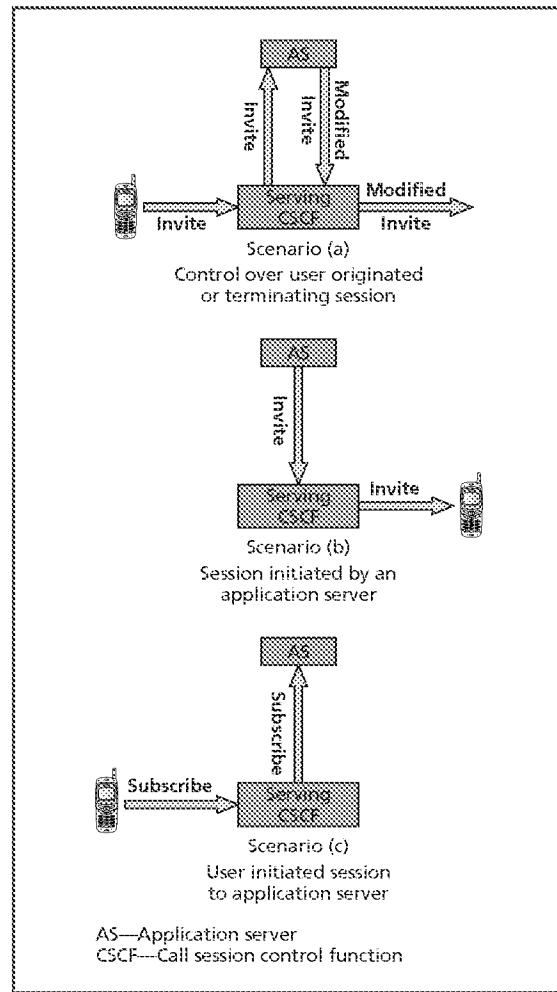 AS
Invite
Invite
Modified
Invite
Serving
CSCF
Modified
Invite
Scenario (a)
Control over user originated
or terminating session
AS
Invite
Serving
CSCF
Invite
Scenario (b)
Session initiated by an
application server
AS
Subscribe
Subscribe
Serving
CSCF
Scenario (c)
User initiated session
to application server
AS—Application server
CSCF—Call session control function